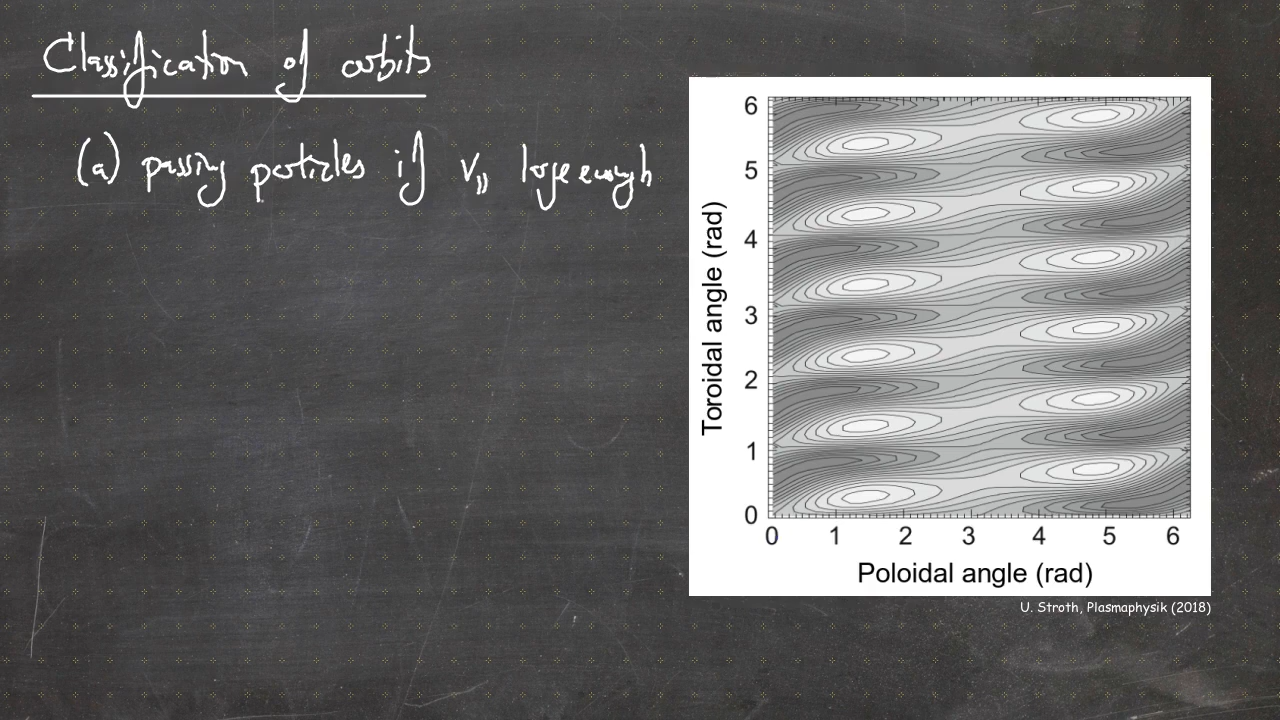 Classification of orbits
(a) passing particles if v∥ large enough
6
5
4
3
2
1
0
Toroidal angle (rad)
0 1 2 3 4 5 6
Poloidal angle (rad)
U. Stroth, Plasmaphysik (2018)